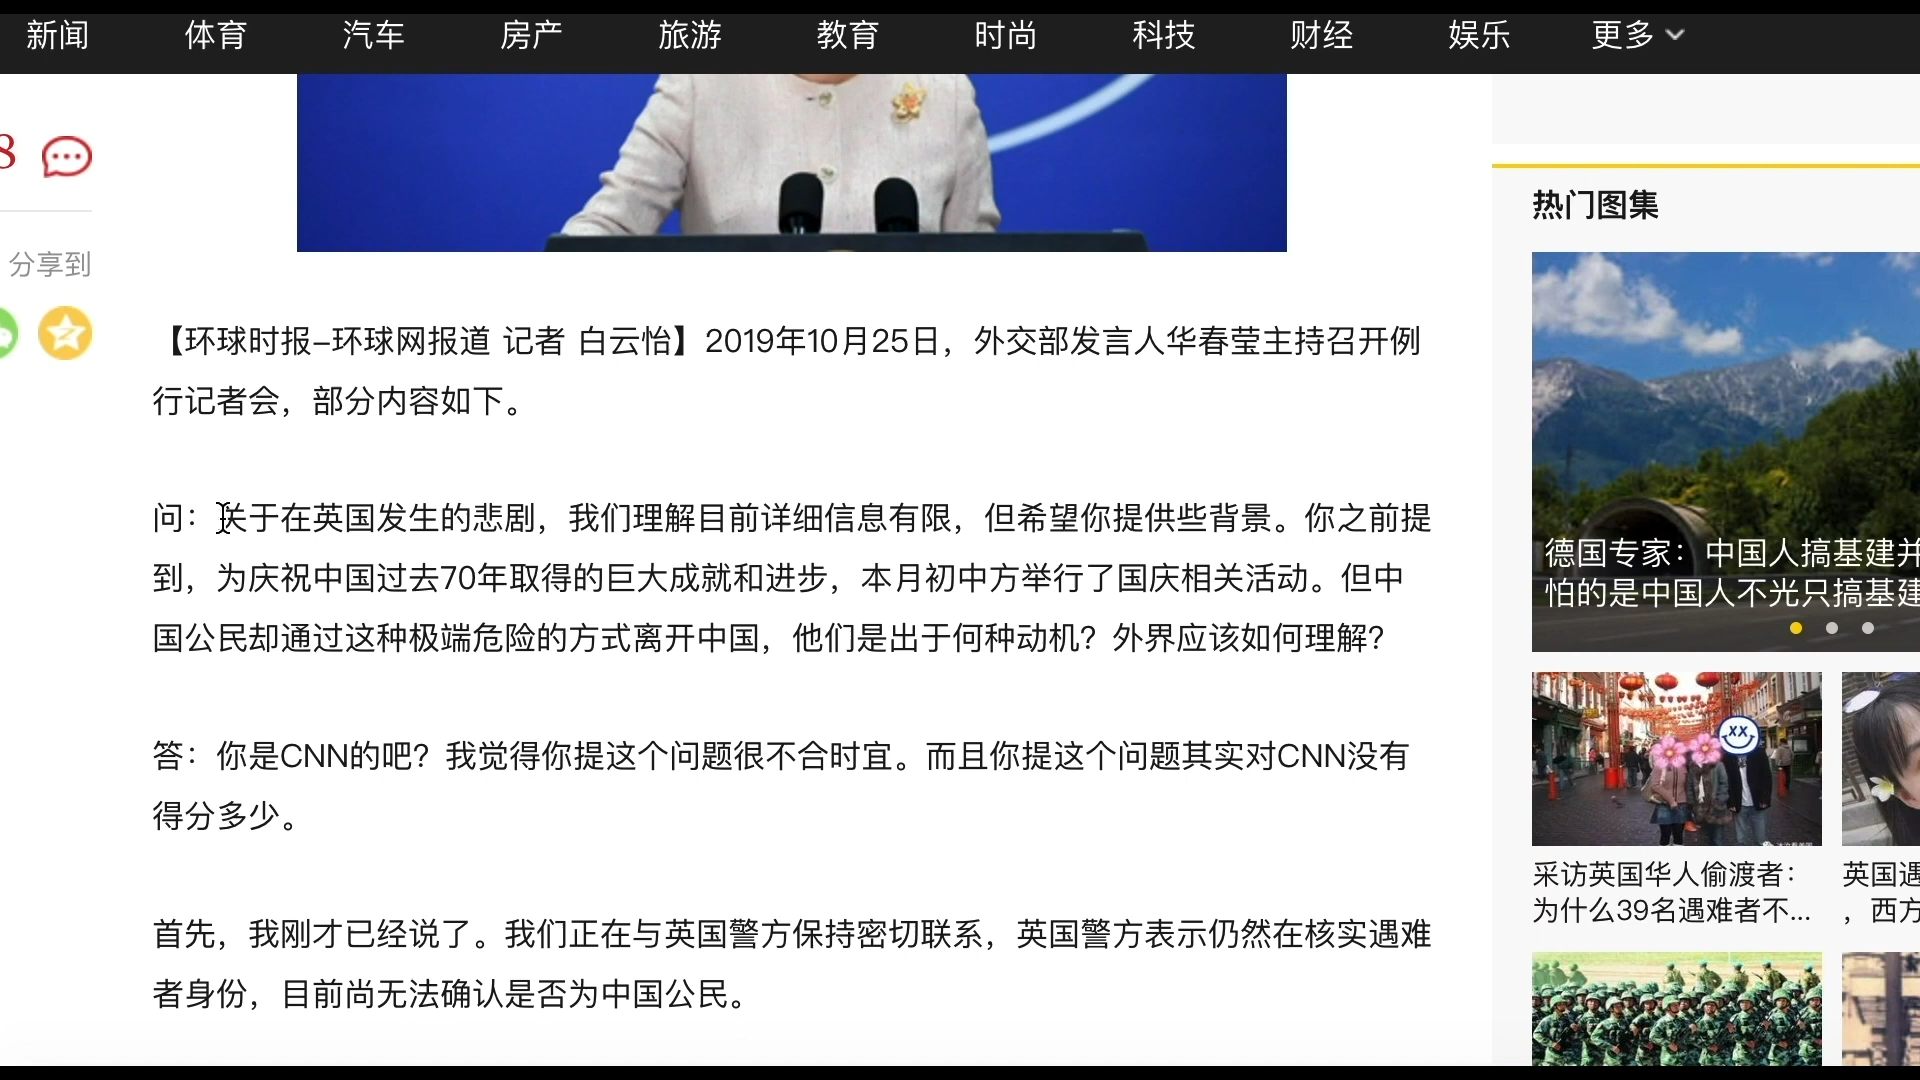 新闻 体育 汽车 房产 旅游 教育 时尚 科技 财经 娱乐 更多
8
分享到
【环球时报-环球网报道 记者 白云怡】2019年10月25日，外交部发言人华春莹主持召开例
行记者会，部分内容如下。
问：关于在英国发生的悲剧，我们理解目前详细信息有限，但希望你提供些背景。你之前提
到，为庆祝中国过去70年取得的巨大成就和进步，本月初中方举行了国庆相关活动。但中
国公民却通过这种极端危险的方式离开中国，他们是出于何种动机？外界应该如何理解？
答：你是CNN的吧？我觉得你提这个问题很不合时宜。而且你提这个问题其实对CNN没有
得分多少。
首先，我刚才已经说了。我们正在与英国警方保持密切联系，英国警方表示仍然在核实遇难
者身份，目前尚无法确认是否为中国公民。
热门图集
德国专家：中国人搞基建并
怕的是中国人不光只搞基建
采访英国华人偷渡者：
为什么39名遇难者不...
英国遇
，西方